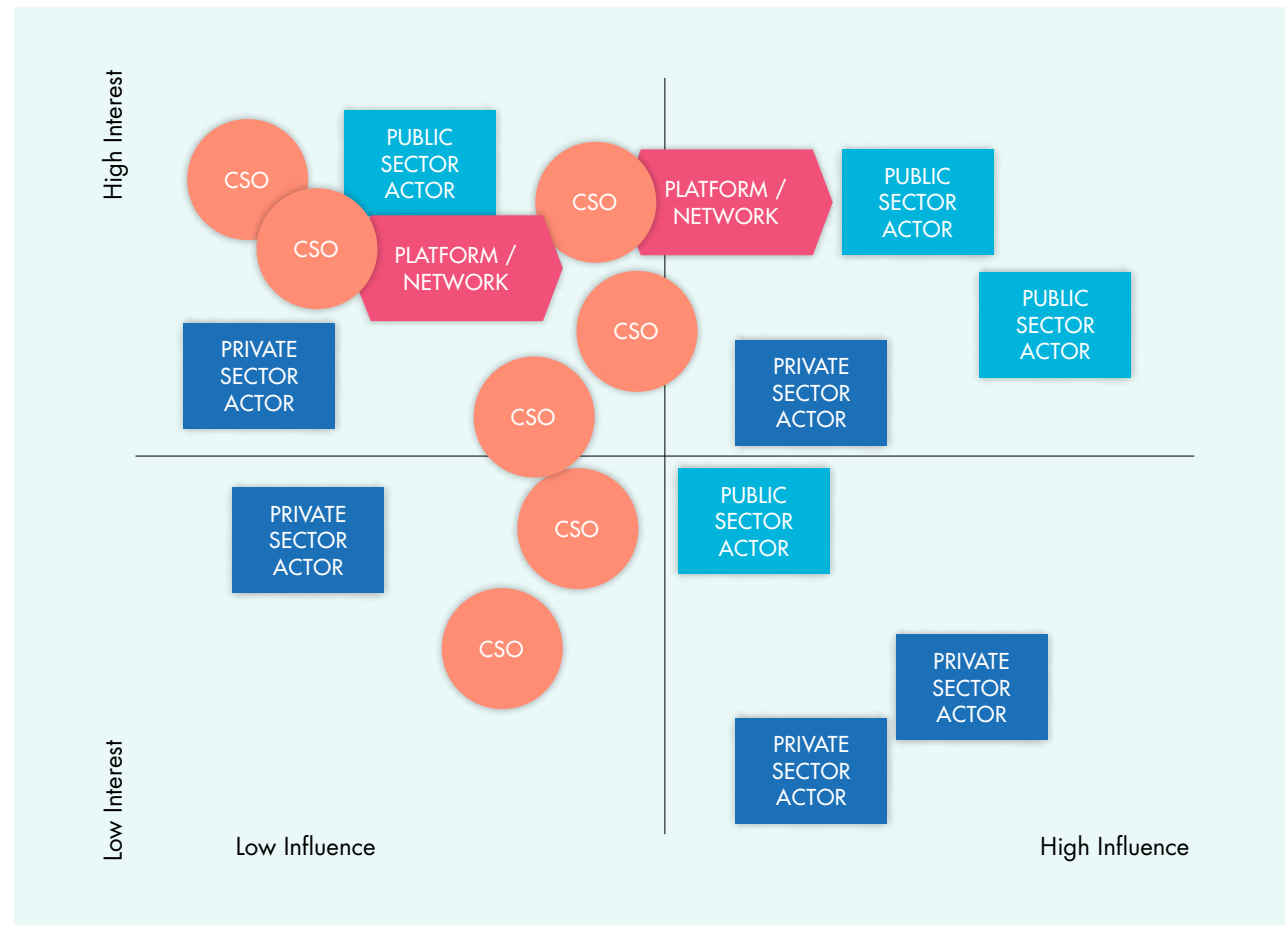 High Interest
PUBLIC
SECTOR
ACTOR
CSO
CSO
PLATFORM /
NETWORK
CSO
PLATFORM /
NETWORK
PUBLIC
SECTOR
ACTOR
CSO
PUBLIC
SECTOR
ACTOR
PRIVATE
SECTOR
ACTOR
CSO
PRIVATE
SECTOR
ACTOR
CSO
PRIVATE
SECTOR
ACTOR
CSO
PUBLIC
SECTOR
ACTOR
CSO
PRIVATE
SECTOR
ACTOR
PRIVATE
SECTOR
ACTOR
Low Interest
Low Influence
High Influence